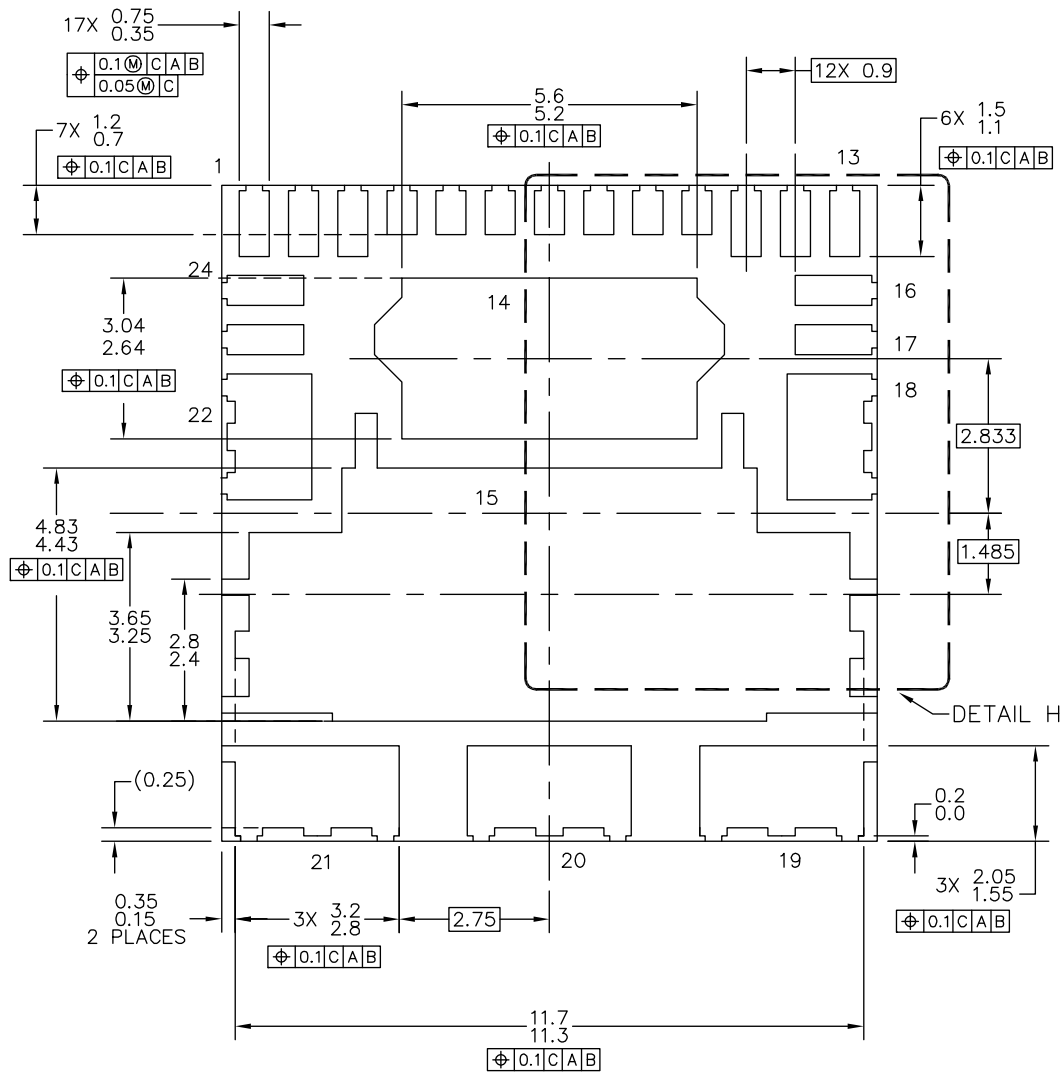 17X 0.75
0.35
⌖ 0.1Ⓜ C A B
0.05Ⓜ C
12X 0.9
5.6
5.2
⌖ 0.1 C A B
7X 1.2
0.7
⌖ 0.1 C A B
6X 1.5
1.1
⌖ 0.1 C A B
1
13
24
14
16
3.04
2.64
⌖ 0.1 C A B
17
18
22
2.833
15
4.83
4.43
⌖ 0.1 C A B
1.485
3.65
3.25
2.8
2.4
DETAIL H
(0.25)
0.2
0.0
21
20
19
3X 2.05
1.55
⌖ 0.1 C A B
0.35
0.15
2 PLACES
3X 3.2
2.8
⌖ 0.1 C A B
2.75
11.7
11.3
⌖ 0.1 C A B